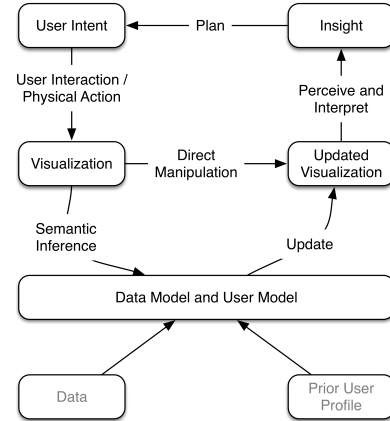 User Intent
Plan
Insight
User Interaction /
Physical Action
Perceive and
Interpret
Visualization
Direct
Manipulation
Updated
Visualization
Semantic
Inference
Update
Data Model and User Model
Data
Prior User
Profile